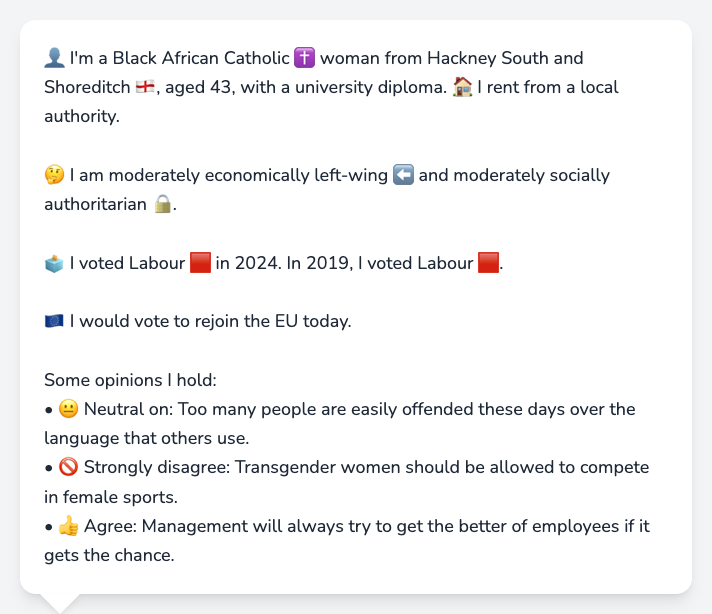 👤 I'm a Black African Catholic ✝️ woman from Hackney South and
Shoreditch 🏴󠁧󠁢󠁥󠁮󠁧󠁿, aged 43, with a university diploma. 🏠 I rent from a local
authority.
🤔 I am moderately economically left-wing ⬅️ and moderately socially
authoritarian 🔒.
🗳️ I voted Labour 🟥 in 2024. In 2019, I voted Labour 🟥.
🇪🇺 I would vote to rejoin the EU today.
Some opinions I hold:
• 😐 Neutral on: Too many people are easily offended these days over the
language that others use.
• 🚫 Strongly disagree: Transgender women should be allowed to compete
in female sports.
• 👍 Agree: Management will always try to get the better of employees if it
gets the chance.